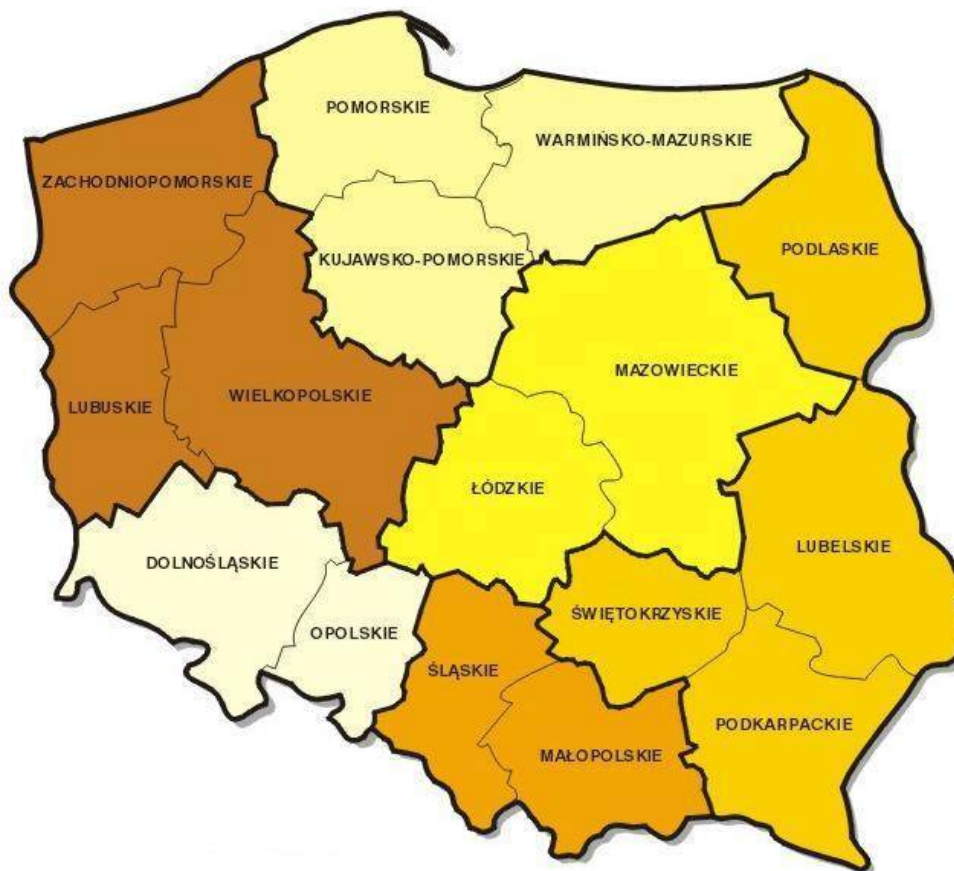 POMORSKIE
WARMIŃSKO-MAZURSKIE
ZACHODNIOPOMORSKIE
PODLASKIE
KUJAWSKO-POMORSKIE
MAZOWIECKIE
WIELKOPOLSKIE
LUBUSKIE
ŁÓDZKIE
LUBELSKIE
DOLNOŚLĄSKIE
ŚWIĘTOKRZYSKIE
OPOLSKIE
ŚLĄSKIE
PODKARPACKIE
MAŁOPOLSKIE